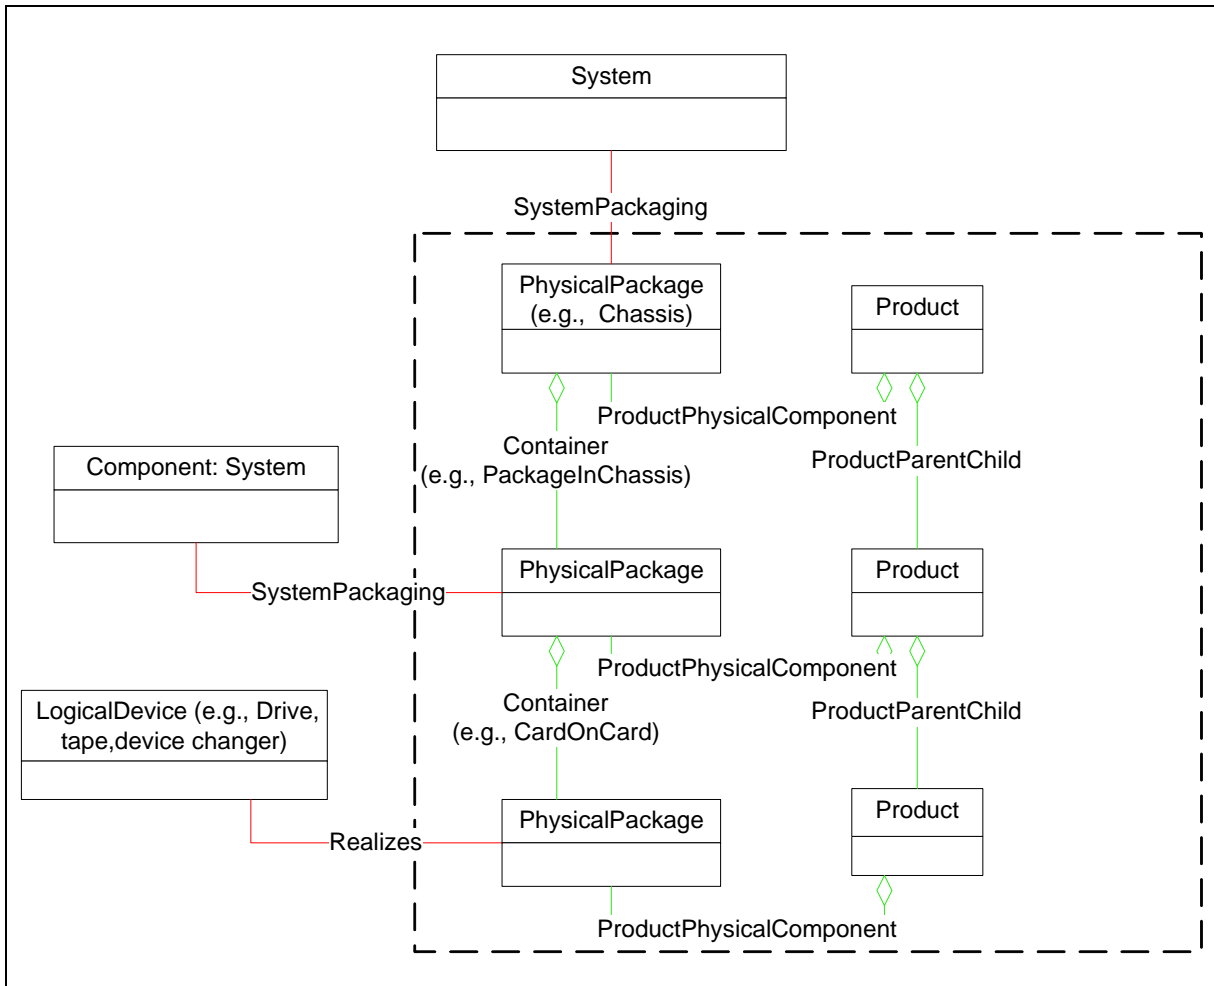 System
SystemPackaging
PhysicalPackage
(e.g., Chassis)
Product
ProductPhysicalComponent
Container
(e.g., PackageInChassis)
ProductParentChild
Component: System
PhysicalPackage
Product
SystemPackaging
ProductPhysicalComponent
Container
(e.g., CardOnCard)
ProductParentChild
LogicalDevice (e.g., Drive,
tape,device changer)
PhysicalPackage
Product
Realizes
ProductPhysicalComponent